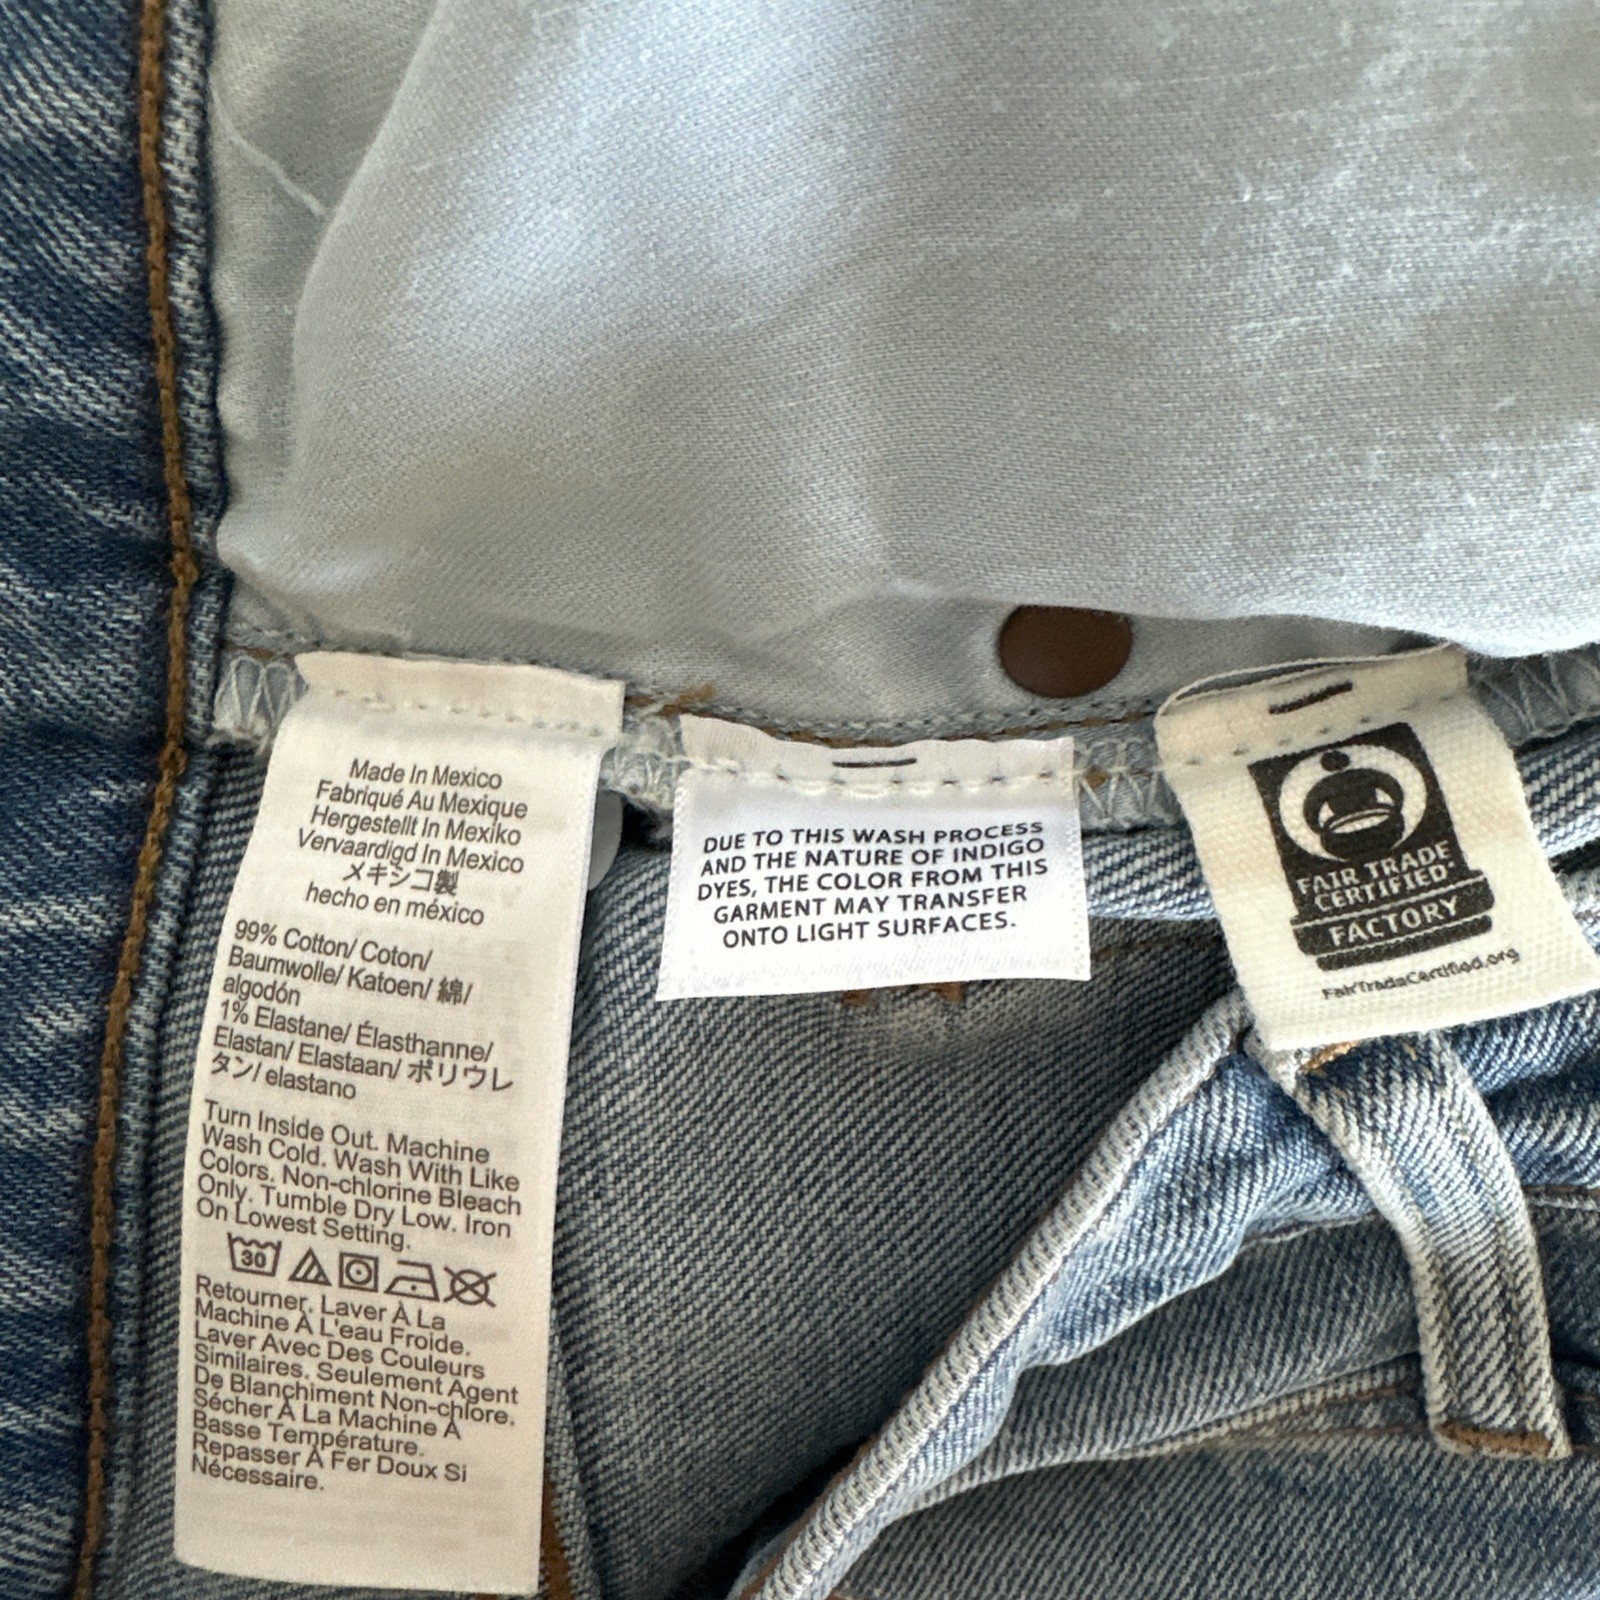 Made In Mexico
Fabriqué Au Mexique
Hergestellt In Mexiko
Vervaardigd In Mexico
メキシコ製
hecho en méxico
99% Cotton/ Coton/
Baumwolle/ Katoen/ 綿/
algodón
1% Elastane/ Élasthanne/
Elastan/ Elastaan/ ポリウレ
タン/ elastano
Turn Inside Out. Machine
Wash Cold. Wash With Like
Colors. Non-chlorine Bleach
Only. Tumble Dry Low. Iron
On Lowest Setting.
30
Retourner. Laver À La
Machine À L'eau Froide.
Laver Avec Des Couleurs
Similaires. Seulement Agent
De Blanchiment Non-chlore.
Sécher À La Machine À
Basse Température.
Repasser À Fer Doux Si
Nécessaire.
DUE TO THIS WASH PROCESS
AND THE NATURE OF INDIGO
DYES, THE COLOR FROM THIS
GARMENT MAY TRANSFER
ONTO LIGHT SURFACES.
FAIR TRADE
CERTIFIED
FACTORY
FairTradeCertified.org